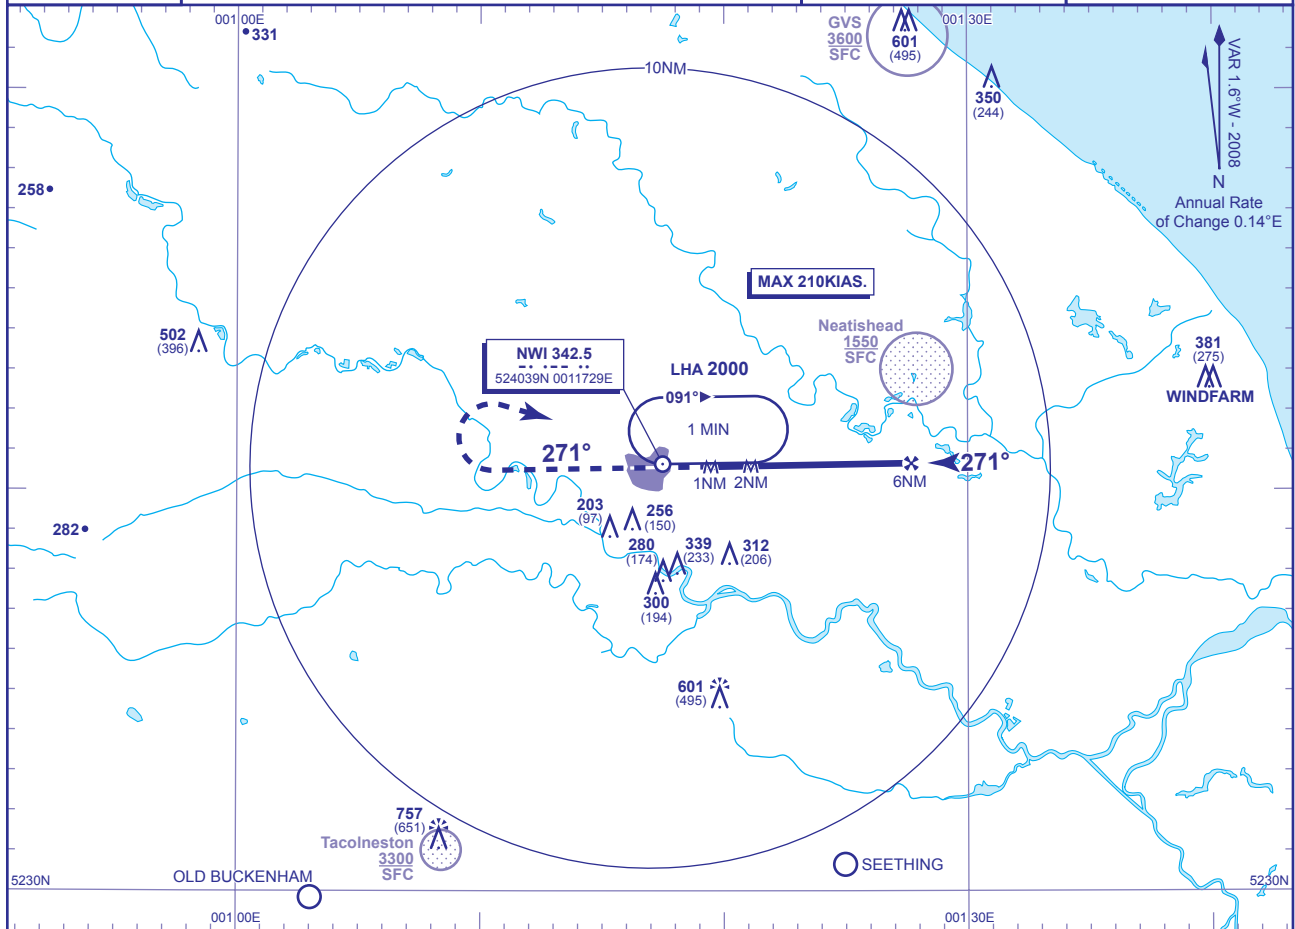 001:00E
331
GVS
3600
SFC
601
(495)
001:30E
350
(244)
VAR 1.6°W - 2008
N
Annual Rate
of Change 0.14°E
10NM
258
MAX 210KIAS.
Neatishead
1550
SFC
502
(396)
NWI 342.5
-· ·-- ··
524039N 0011729E
LHA 2000
091°
1 MIN
381
(275)
WINDFARM
271°
271°
1NM
2NM
6NM
203
(97)
256
(150)
282
280
(174)
339
(233)
312
(206)
300
(194)
601
(495)
757
(651)
Tacolneston
3300
SFC
OLD BUCKENHAM
SEETHING
5230N
5230N
001:00E
001:30E